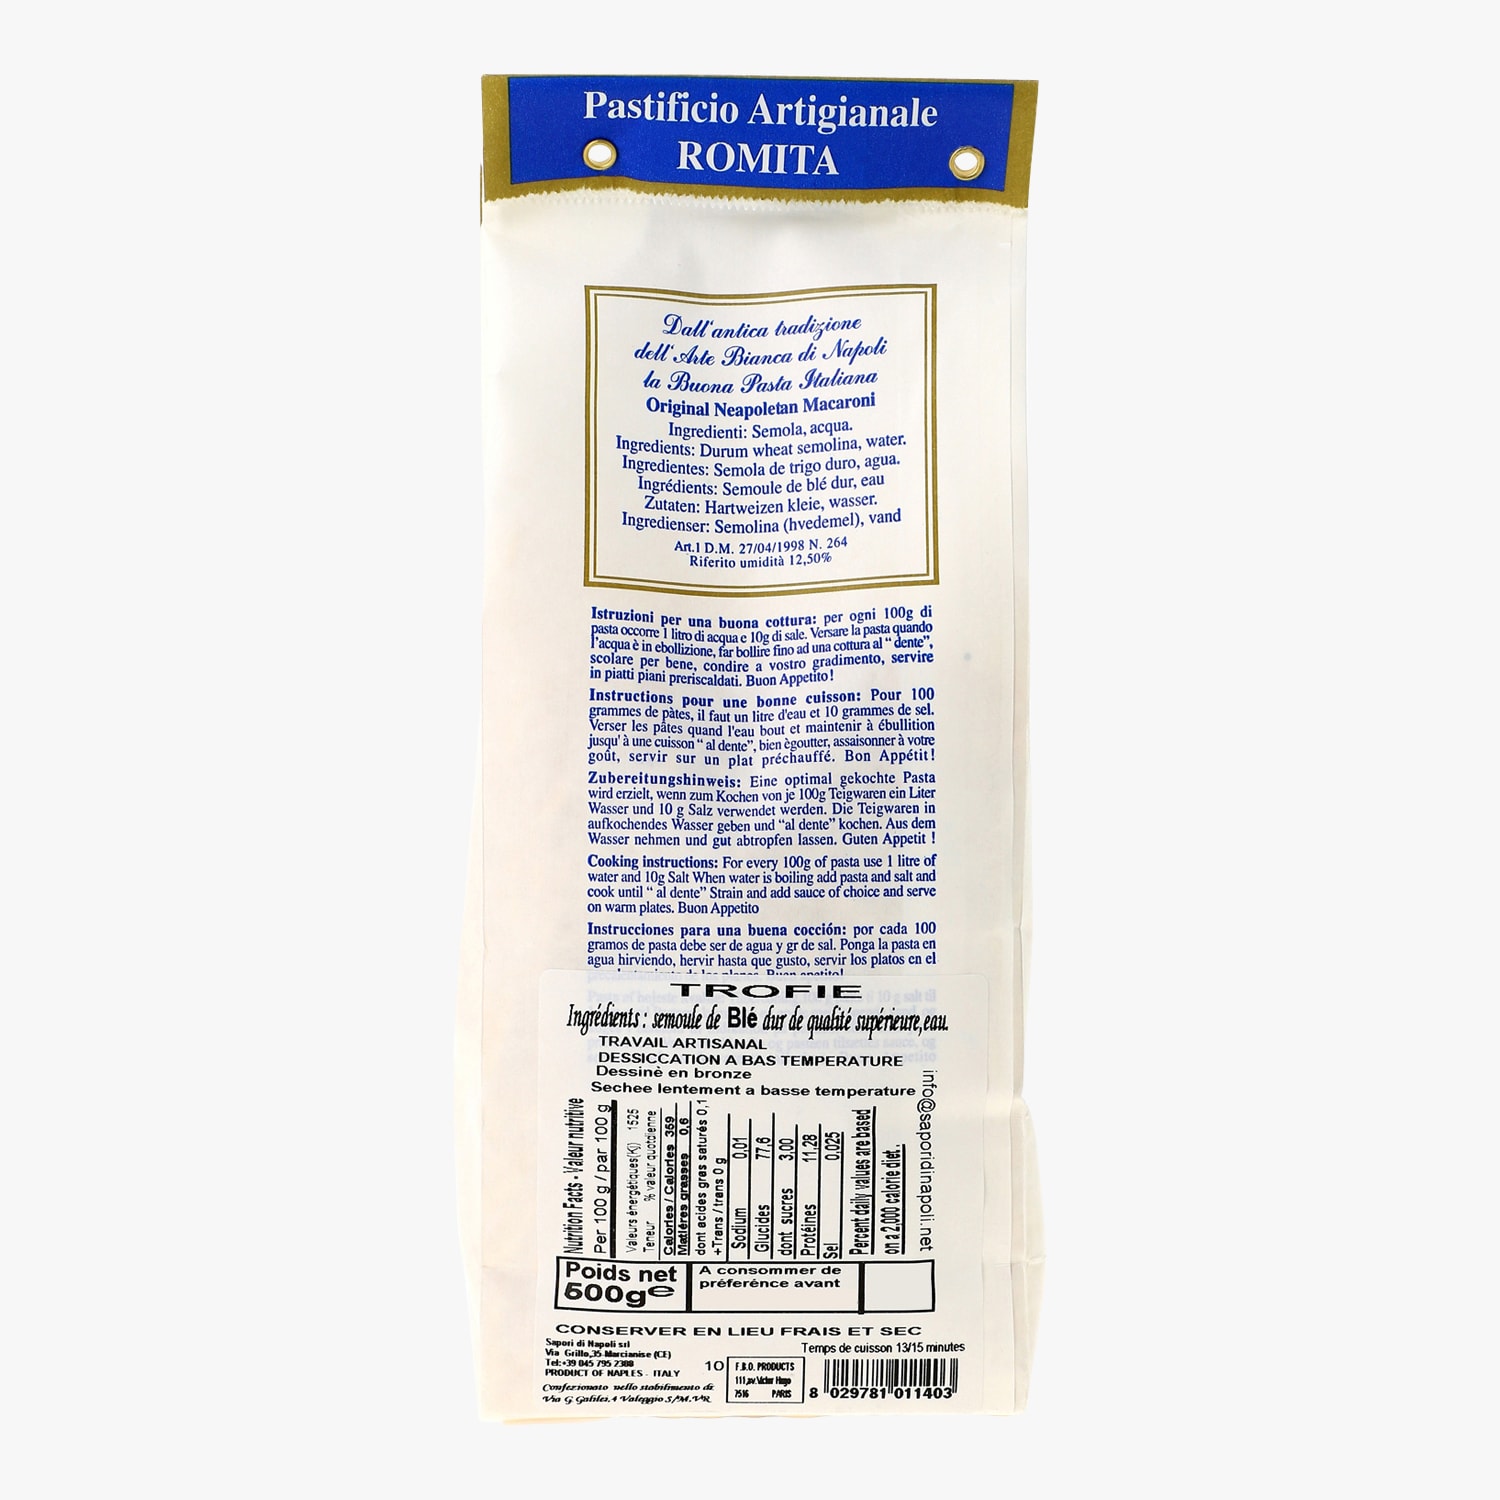 Pastificio Artigianale
ROMITA
Dall'antica tradizione
dell'Arte Bianca di Napoli
la Buona Pasta Italiana
Original Neapoletan Macaroni
Ingredienti: Semola, acqua.
Ingredients: Durum wheat semolina, water.
Ingredientes: Semola de trigo duro, agua.
Ingrédients: Semoule de blé dur, eau
Zutaten: Hartweizen kleie, wasser.
Ingredienser: Semolina (hvedemel), vand
Art.1 D.M. 27/04/1998 N. 264
Riferito umidità 12,50%
Istruzioni per una buona cottura: per ogni 100g di
pasta occorre 1 litro di acqua e 10g di sale. Versare la pasta quando
l'acqua è in ebollizione, far bollire fino ad una cottura al " dente",
scolare per bene, condire a vostro gradimento, servire
in piatti piani preriscaldati. Buon Appetito!
Instructions pour une bonne cuisson: Pour 100
grammes de pàtes, il faut un litre d'eau et 10 grammes de sel.
Verser les pâtes quand l'eau bout et maintenir à ébullition
jusqu' à une cuisson " al dente", bien ègoutter, assaisonner à votre
goût, servir sur un plat préchauffé. Bon Appétit!
Zubereitungshinweis: Eine optimal gekochte Pasta
wird erzielt, wenn zum Kochen von je 100g Teigwaren ein Liter
Wasser und 10 g Salz verwendet werden. Die Teigwaren in
aufkochendes Wasser geben und "al dente" kochen. Aus dem
Wasser nehmen und gut abtropfen lassen. Guten Appetit !
Cooking instructions: For every 100g of pasta use 1 litre of
water and 10g Salt When water is boiling add pasta and salt and
cook until " al dente" Strain and add sauce of choice and serve
on warm plates. Buon Appetito
Instrucciones para una buena cocción: por cada 100
gramos de pasta debe ser de agua y gr de sal. Ponga la pasta en
agua hirviendo, hervir hasta que gusto, servir los platos en el
TROFIE
Ingrédients : semoule de Blé dur de qualité supérieure, eau.
TRAVAIL ARTISANAL
DESSICCATION A BAS TEMPERATURE
Dessinè en bronze
Sechee lentement a basse temperature
info@saporidinapoli.net
Nutrition Facts - Valeur nutritive
Per 100 g / par 100 g
Valeurs énergétiques(Kj) 1525
Teneur % valeur quotdienne
Calories / Calories 369
Matières grasses 0,6
dont acides gras saturés 0,1
+Trans / trans 0 g
Sodium 0,01
Glucides 77,6
dont sucres 3,00
Protéines 11,28
Sel 0,025
Percent daily values are based
on a 2,000 calorie diet.
Poids net
500g e
A consommer de
préferénce avant
CONSERVER EN LIEU FRAIS ET SEC
Temps de cuisson 13/15 minutes
Sapori di Napoli srl
Via Grillo,35 Marcianise (CE)
Tel:+39 045 795 2388
PRODUCT OF NAPLES - ITALY
Confezionato nello stabilimento di
Via G Galilei,4 Valeggio S/M.VR
10
F.B.O. PRODUCTS
111,av.Victor Hugo
7516 PARIS
8 029781 011403